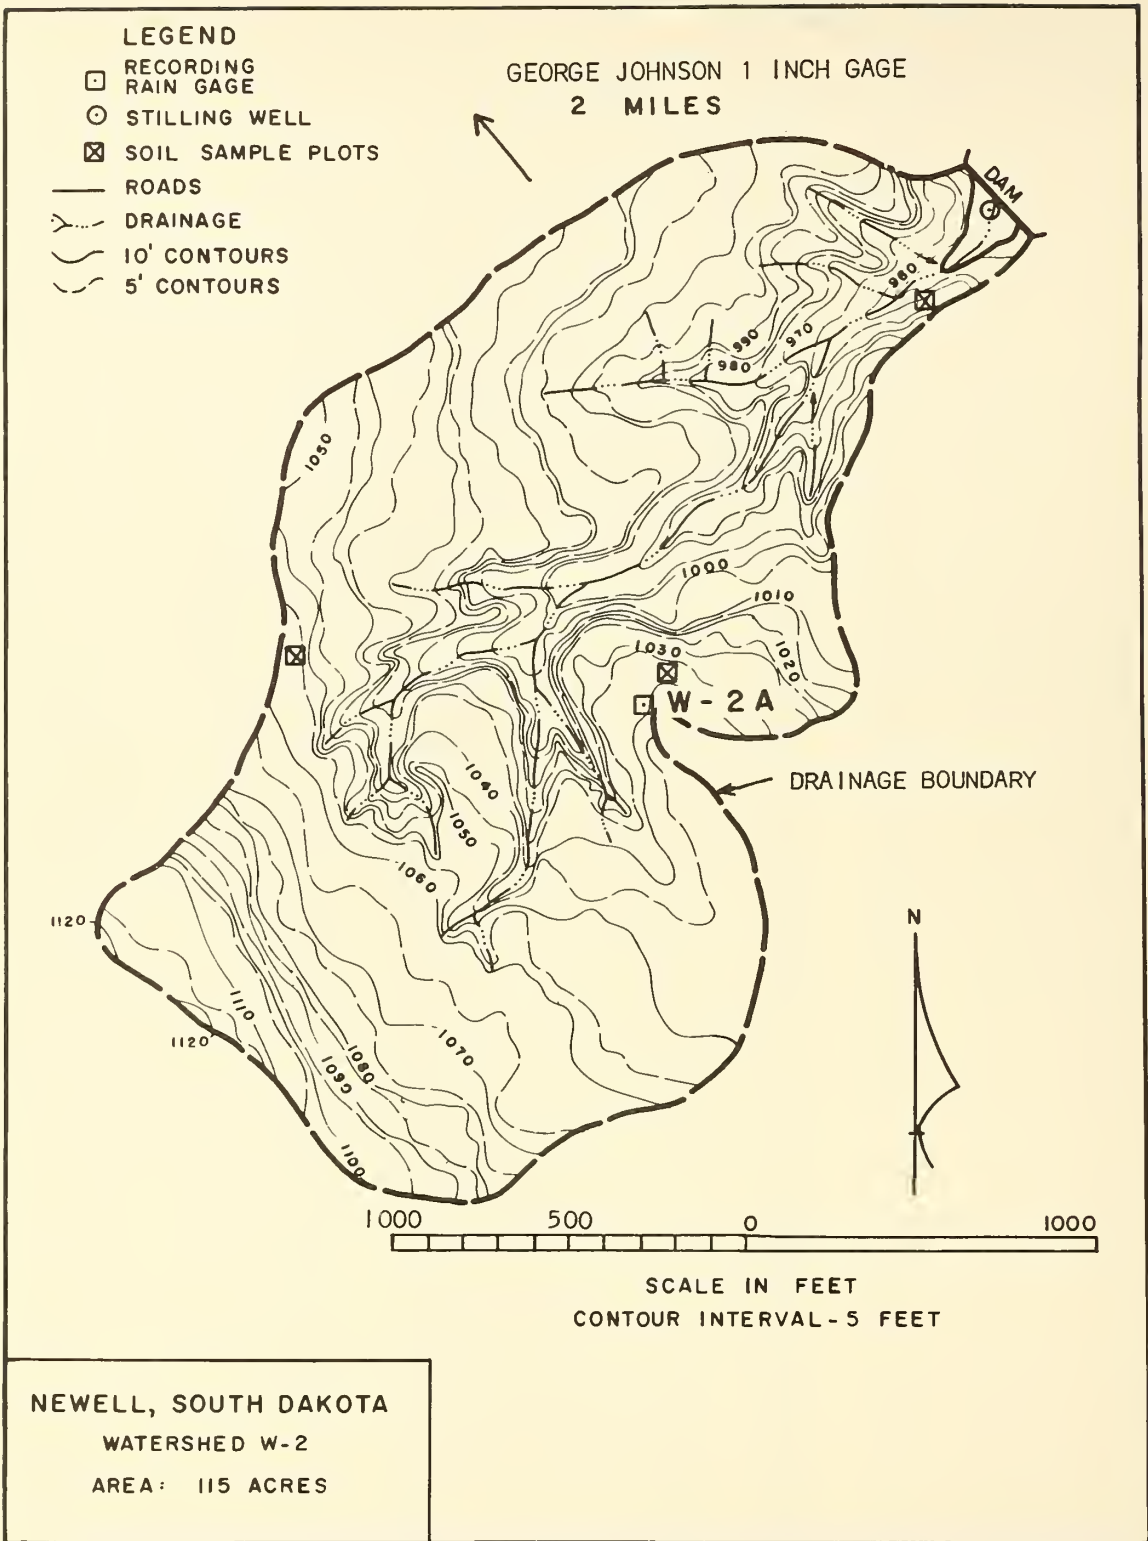 LEGEND
RECORDING
RAIN GAGE
STILLING WELL
SOIL SAMPLE PLOTS
ROADS
DRAINAGE
10' CONTOURS
5' CONTOURS
GEORGE JOHNSON 1 INCH GAGE
2 MILES
DAM
960
990
970
980
1050
1000
1010
1030
1020
W-2A
1040
DRAINAGE BOUNDARY
1050
1060
1120
N
1110
1120
1070
1080
1090
1100
1000 500 0 1000
SCALE IN FEET
CONTOUR INTERVAL-5 FEET
NEWELL, SOUTH DAKOTA
WATERSHED W-2
AREA: 115 ACRES